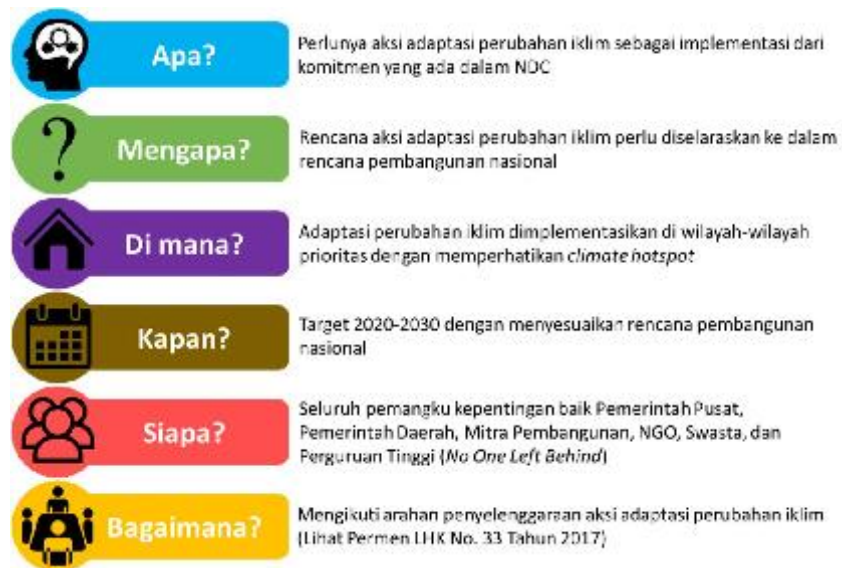 Apa?
Perlunya aksi adaptasi perubahan iklim sebagai implementasi dari
komitmen yang ada dalam NDC
?
Mengapa?
Rencana aksi adaptasi perubahan iklim perlu diselaraskan ke dalam
rencana pembangunan nasional
Di mana?
Adaptasi perubahan iklim dimplementasikan di wilayah-wilayah
prioritas dengan memperhatikan climate hotspot
Kapan?
Target 2020-2030 dengan menyesuaikan rencana pembangunan
nasional
Siapa?
Seluruh pemangku kepentingan baik Pemerintah Pusat,
Pemerintah Daerah, Mitra Pembangunan, NGO, Swasta, dan
Perguruan Tinggi (No One Left Behind)
Bagaimana?
Mengikuti arahan penyelenggaraan aksi adaptasi perubahan iklim
(Lihat Permen LHK No. 33 Tahun 2017)